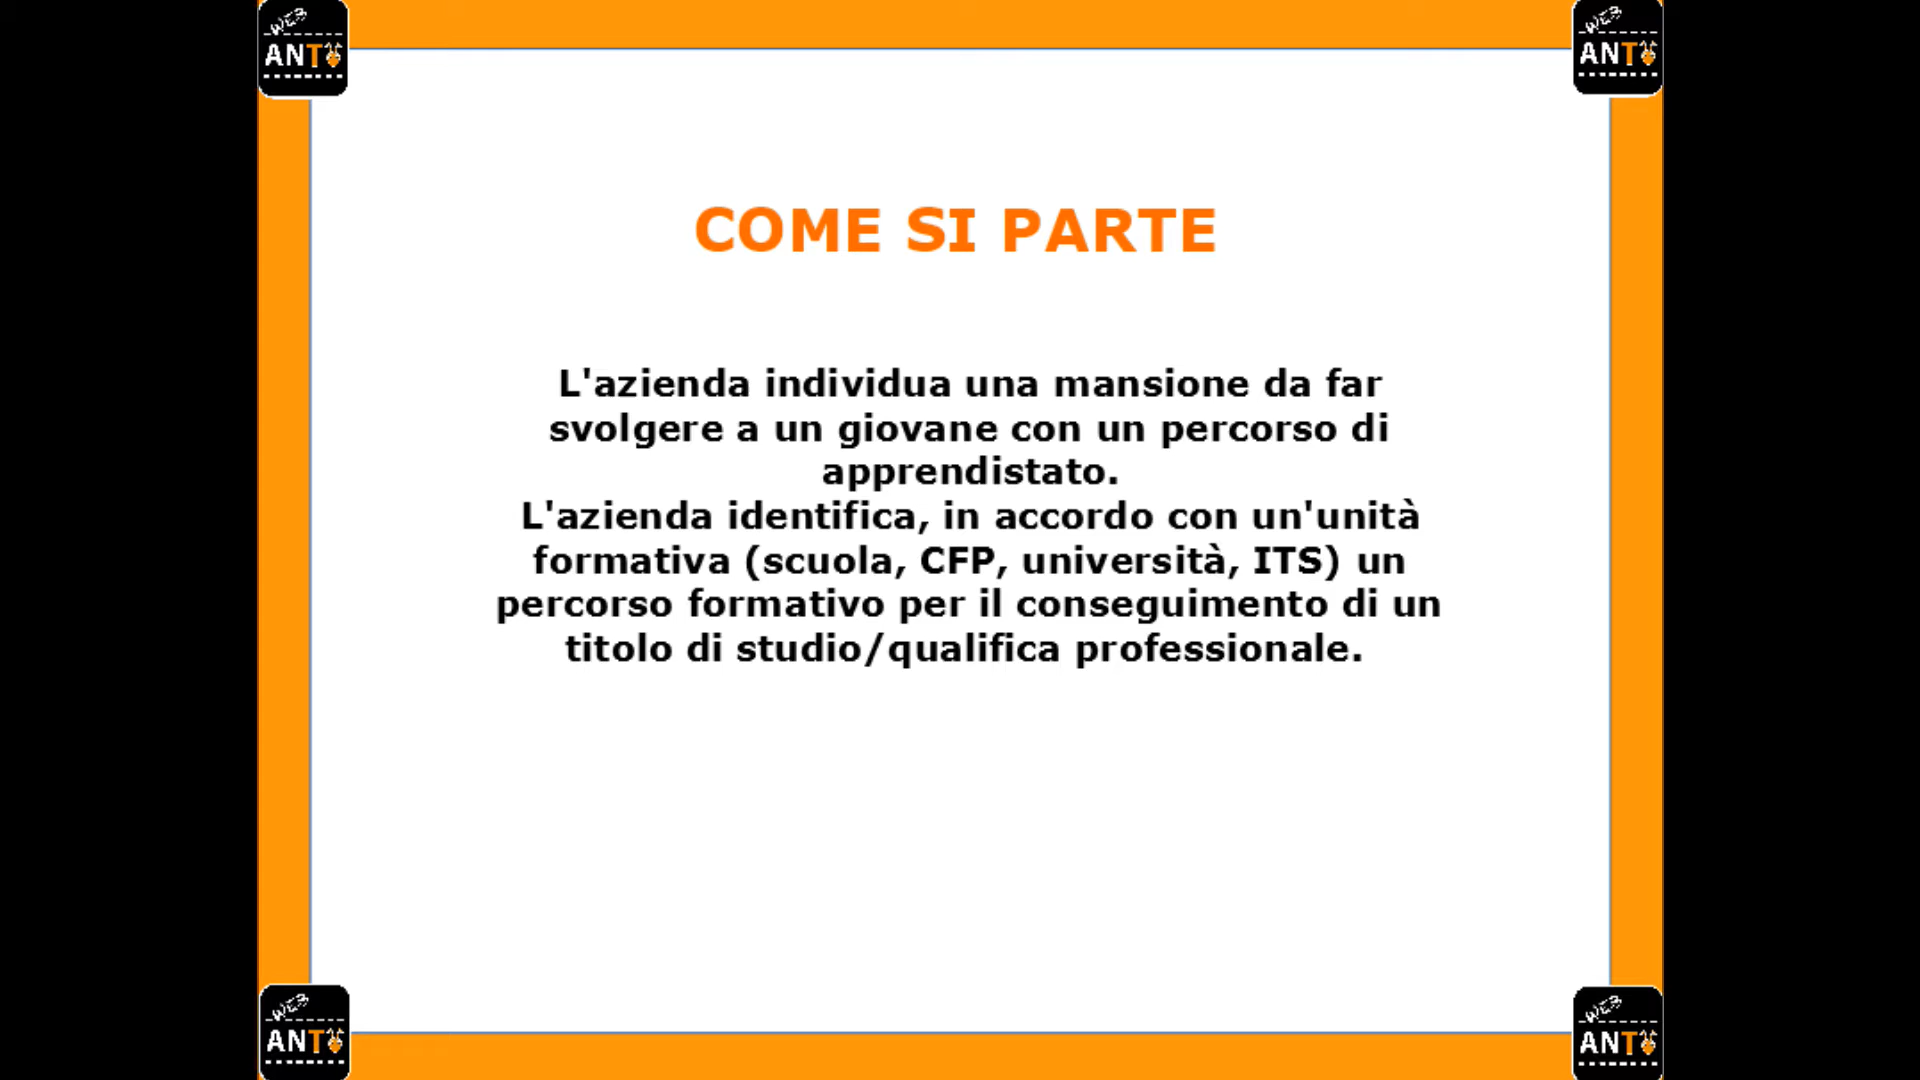 WEB
ANT
WEB
ANT
COME SI PARTE
L'azienda individua una mansione da far
svolgere a un giovane con un percorso di
apprendistato.
L'azienda identifica, in accordo con un'unità
formativa (scuola, CFP, università, ITS) un
percorso formativo per il conseguimento di un
titolo di studio/qualifica professionale.
WEB
ANT
WEB
ANT